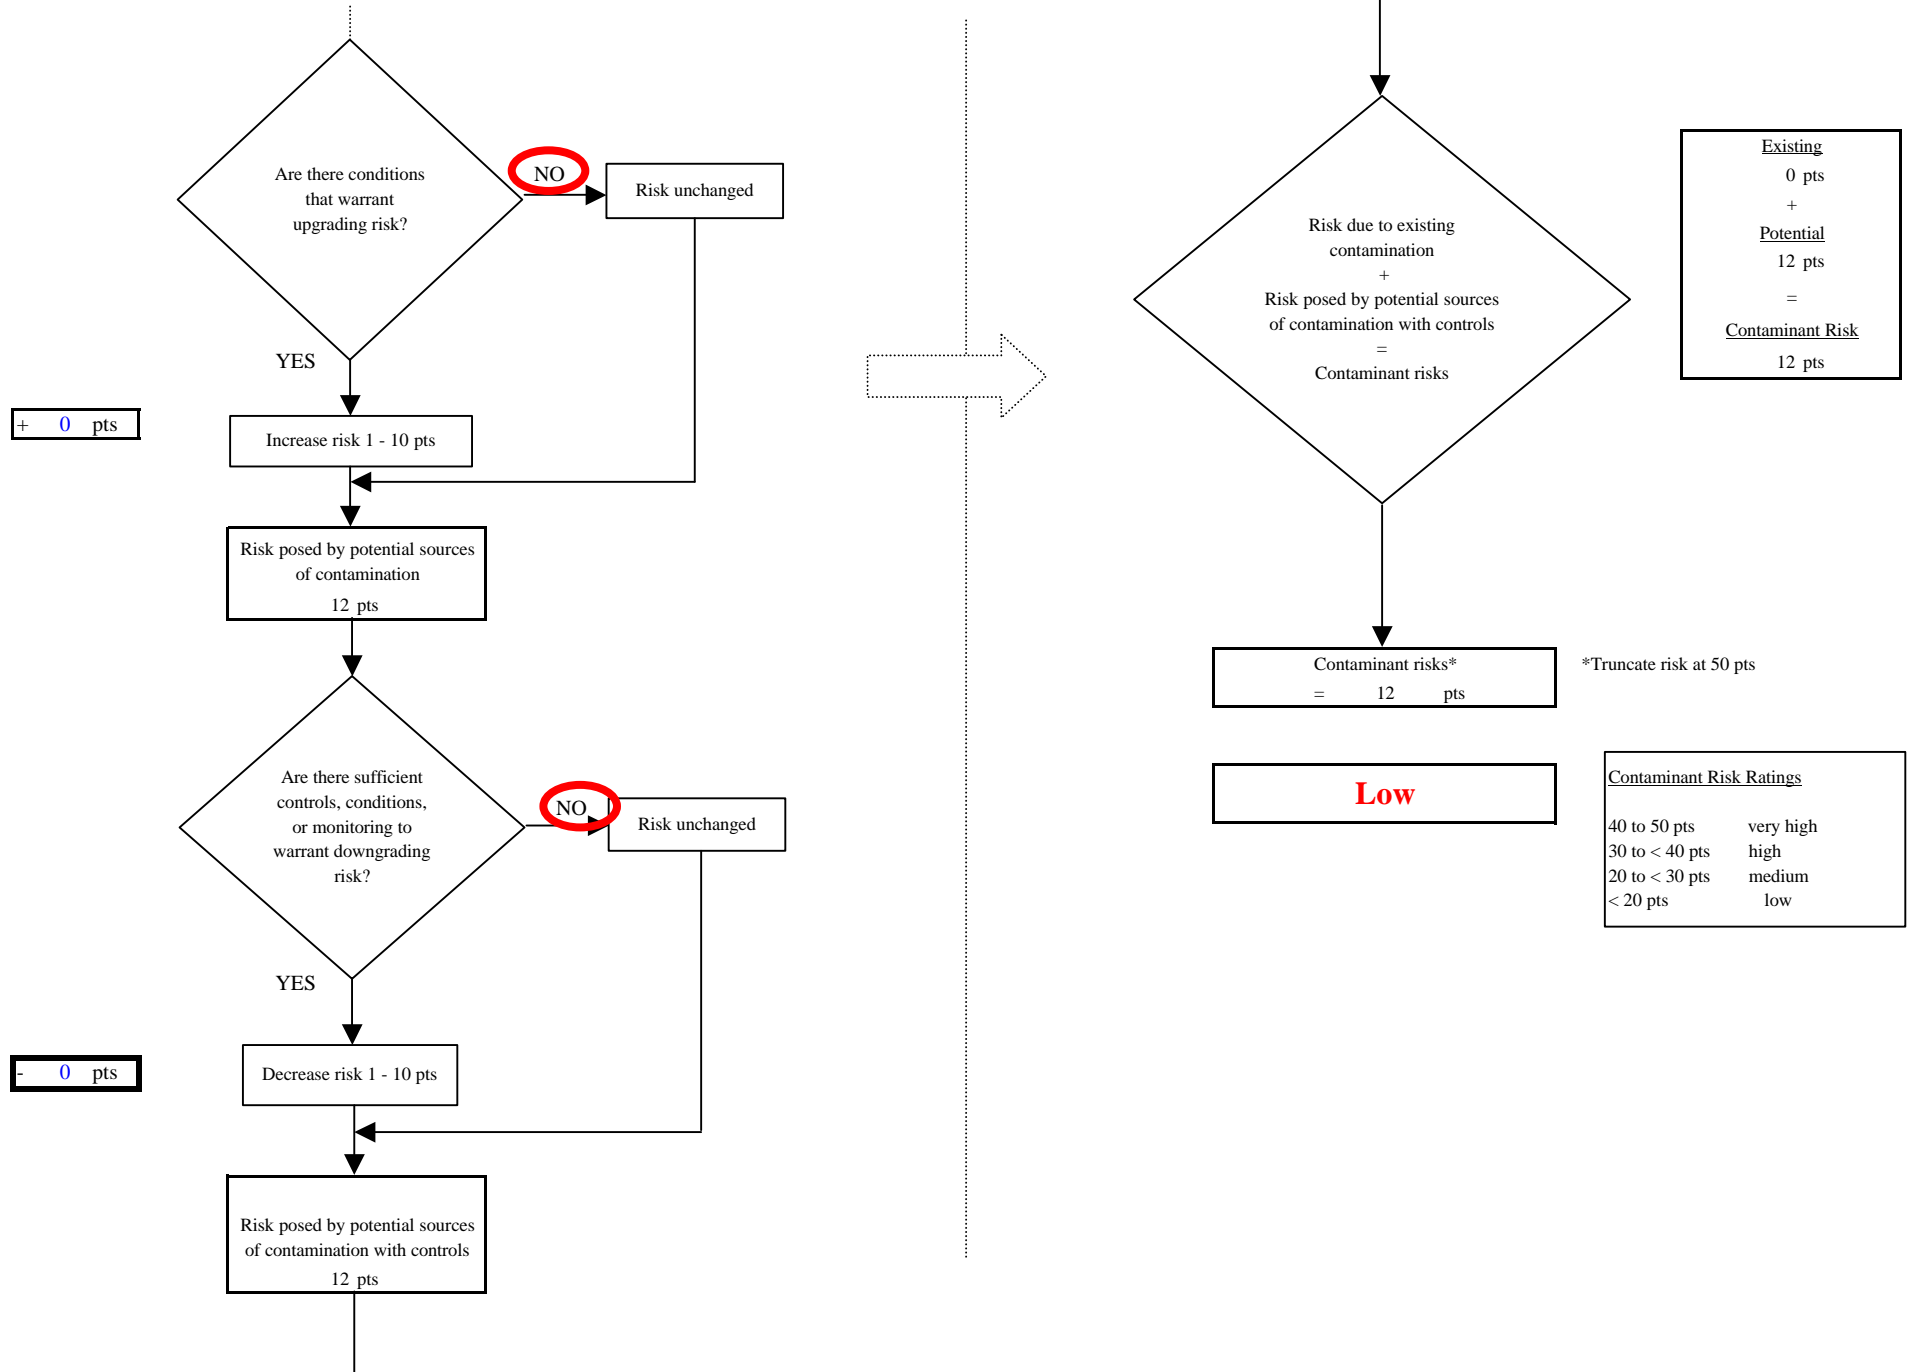 Are there conditions
that warrant
upgrading risk?
NO
Risk unchanged
YES
+ 0 pts
Increase risk 1 - 10 pts
Risk posed by potential sources
of contamination
12 pts
Are there sufficient
controls, conditions,
or monitoring to
warrant downgrading
risk?
NO
Risk unchanged
YES
- 0 pts
Decrease risk 1 - 10 pts
Risk posed by potential sources
of contamination with controls
12 pts
Risk due to existing
contamination
+
Risk posed by potential sources
of contamination with controls
=
Contaminant risks
Existing
0 pts
+
Potential
12 pts
=
Contaminant Risk
12 pts
Contaminant risks*
= 12 pts
*Truncate risk at 50 pts
Low
Contaminant Risk Ratings
40 to 50 pts very high
30 to < 40 pts high
20 to < 30 pts medium
< 20 pts low